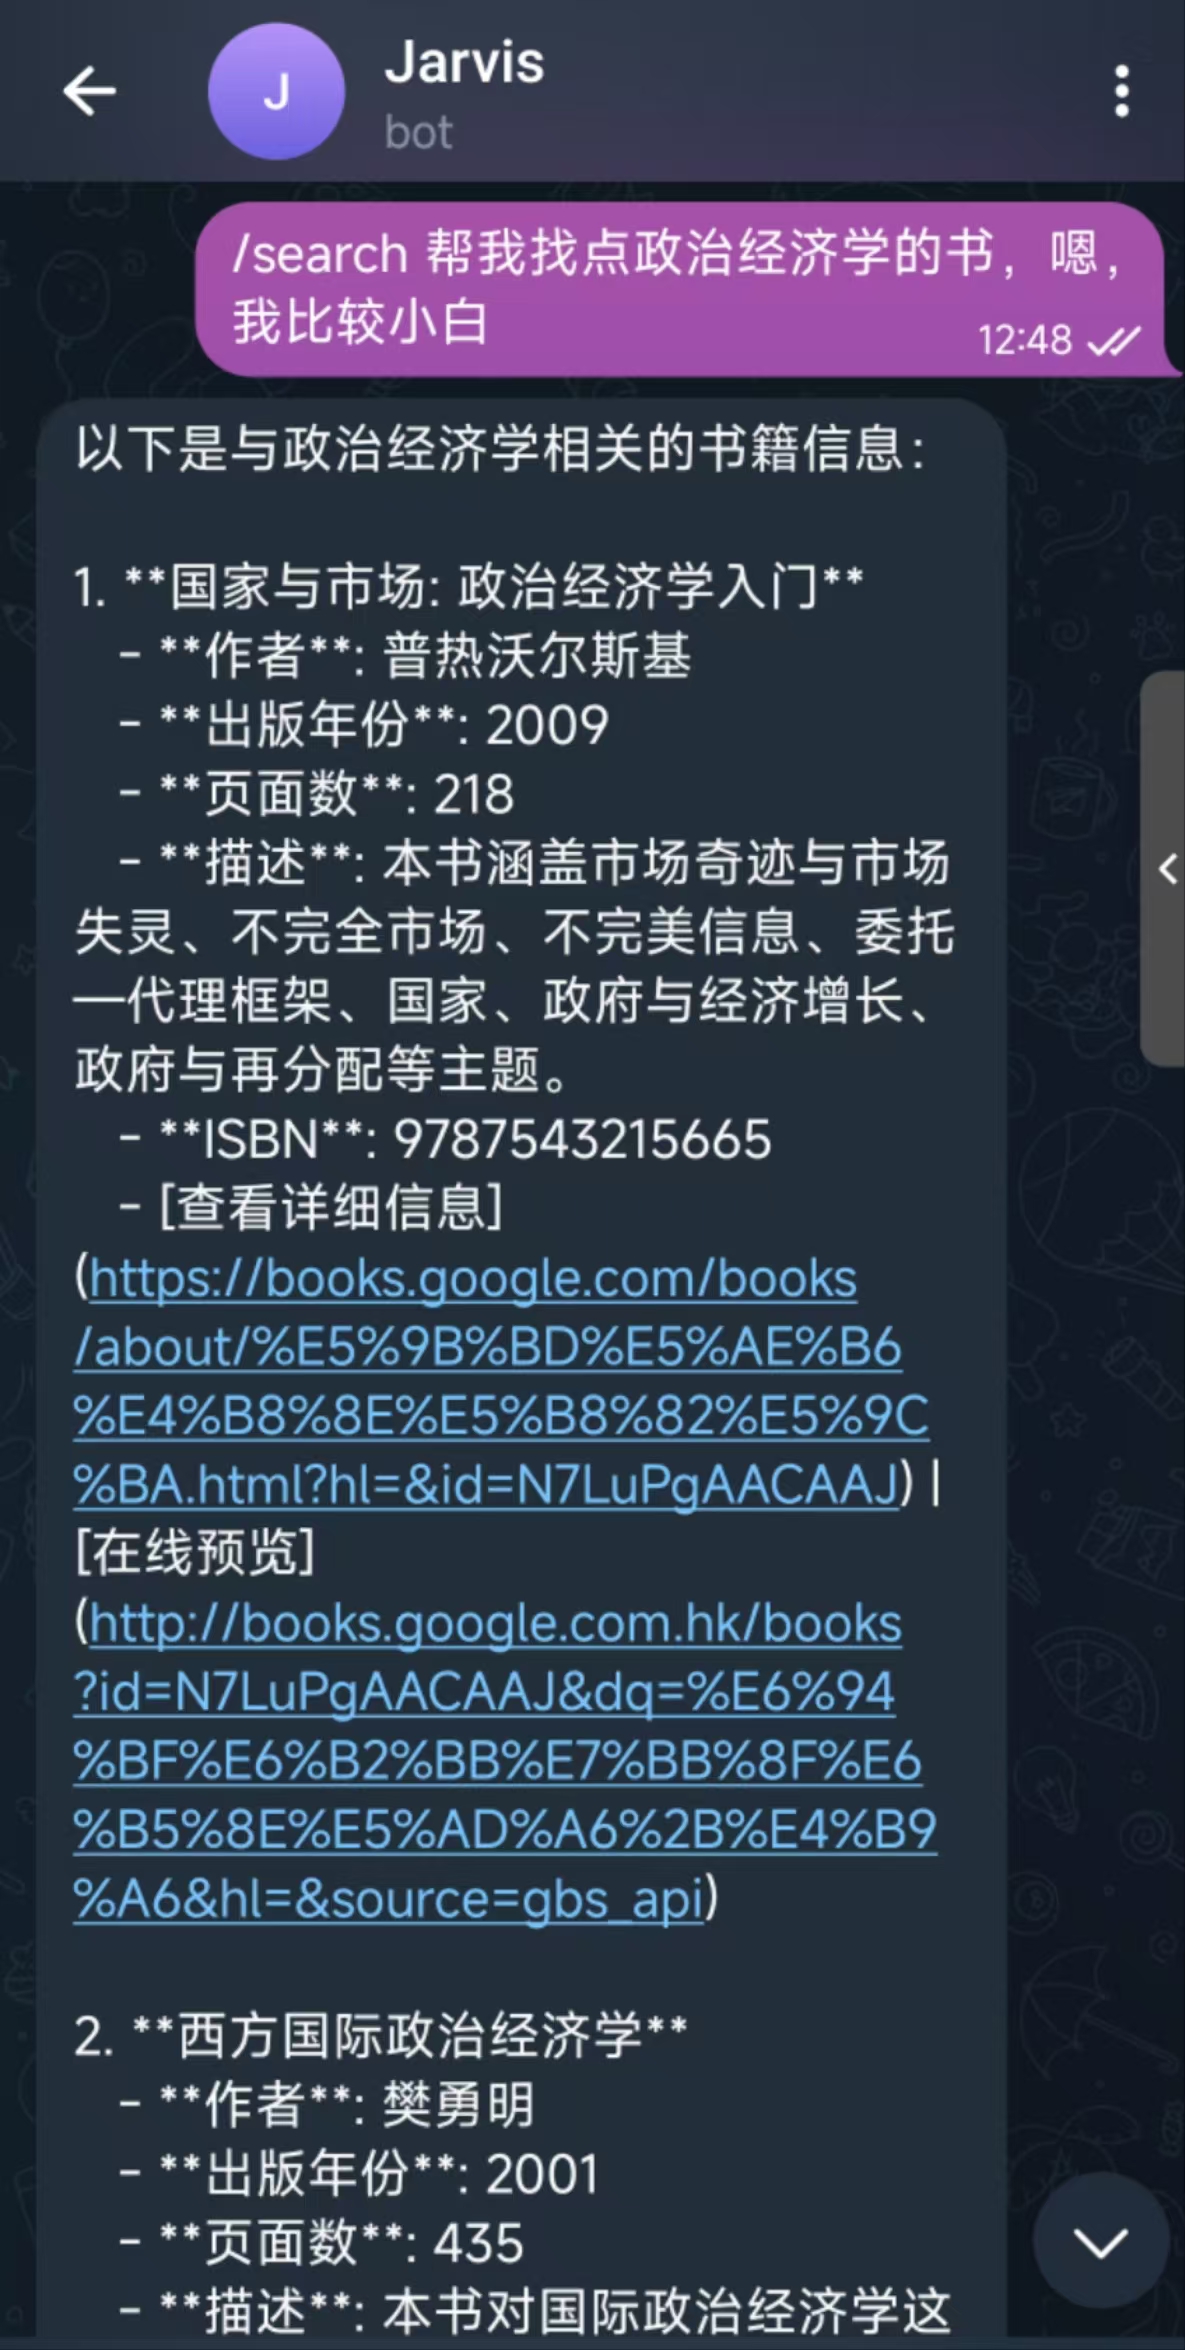 J
Jarvis
bot
/search 帮我找点政治经济学的书，嗯，
我比较小白
12:48
以下是与政治经济学相关的书籍信息：
1. **国家与市场: 政治经济学入门**
- **作者**: 普热沃尔斯基
- **出版年份**: 2009
- **页面数**: 218
- **描述**: 本书涵盖市场奇迹与市场
失灵、不完全市场、不完美信息、委托
—代理框架、国家、政府与经济增长、
政府与再分配等主题。
- **ISBN**: 9787543215665
- [查看详细信息]
(https://books.google.com/books
/about/%E5%9B%BD%E5%AE%B6
%E4%B8%8E%E5%B8%82%E5%9C
%BA.html?hl=&id=N7LuPgAACAAJ) |
[在线预览]
(http://books.google.com.hk/books
?id=N7LuPgAACAAJ&dq=%E6%94
%BF%E6%B2%BB%E7%BB%8F%E6
%B5%8E%E5%AD%A6%2B%E4%B9
%A6&hl=&source=gbs_api)
2. **西方国际政治经济学**
- **作者**: 樊勇明
- **出版年份**: 2001
- **页面数**: 435
- **描述**: 本书对国际政治经济学这